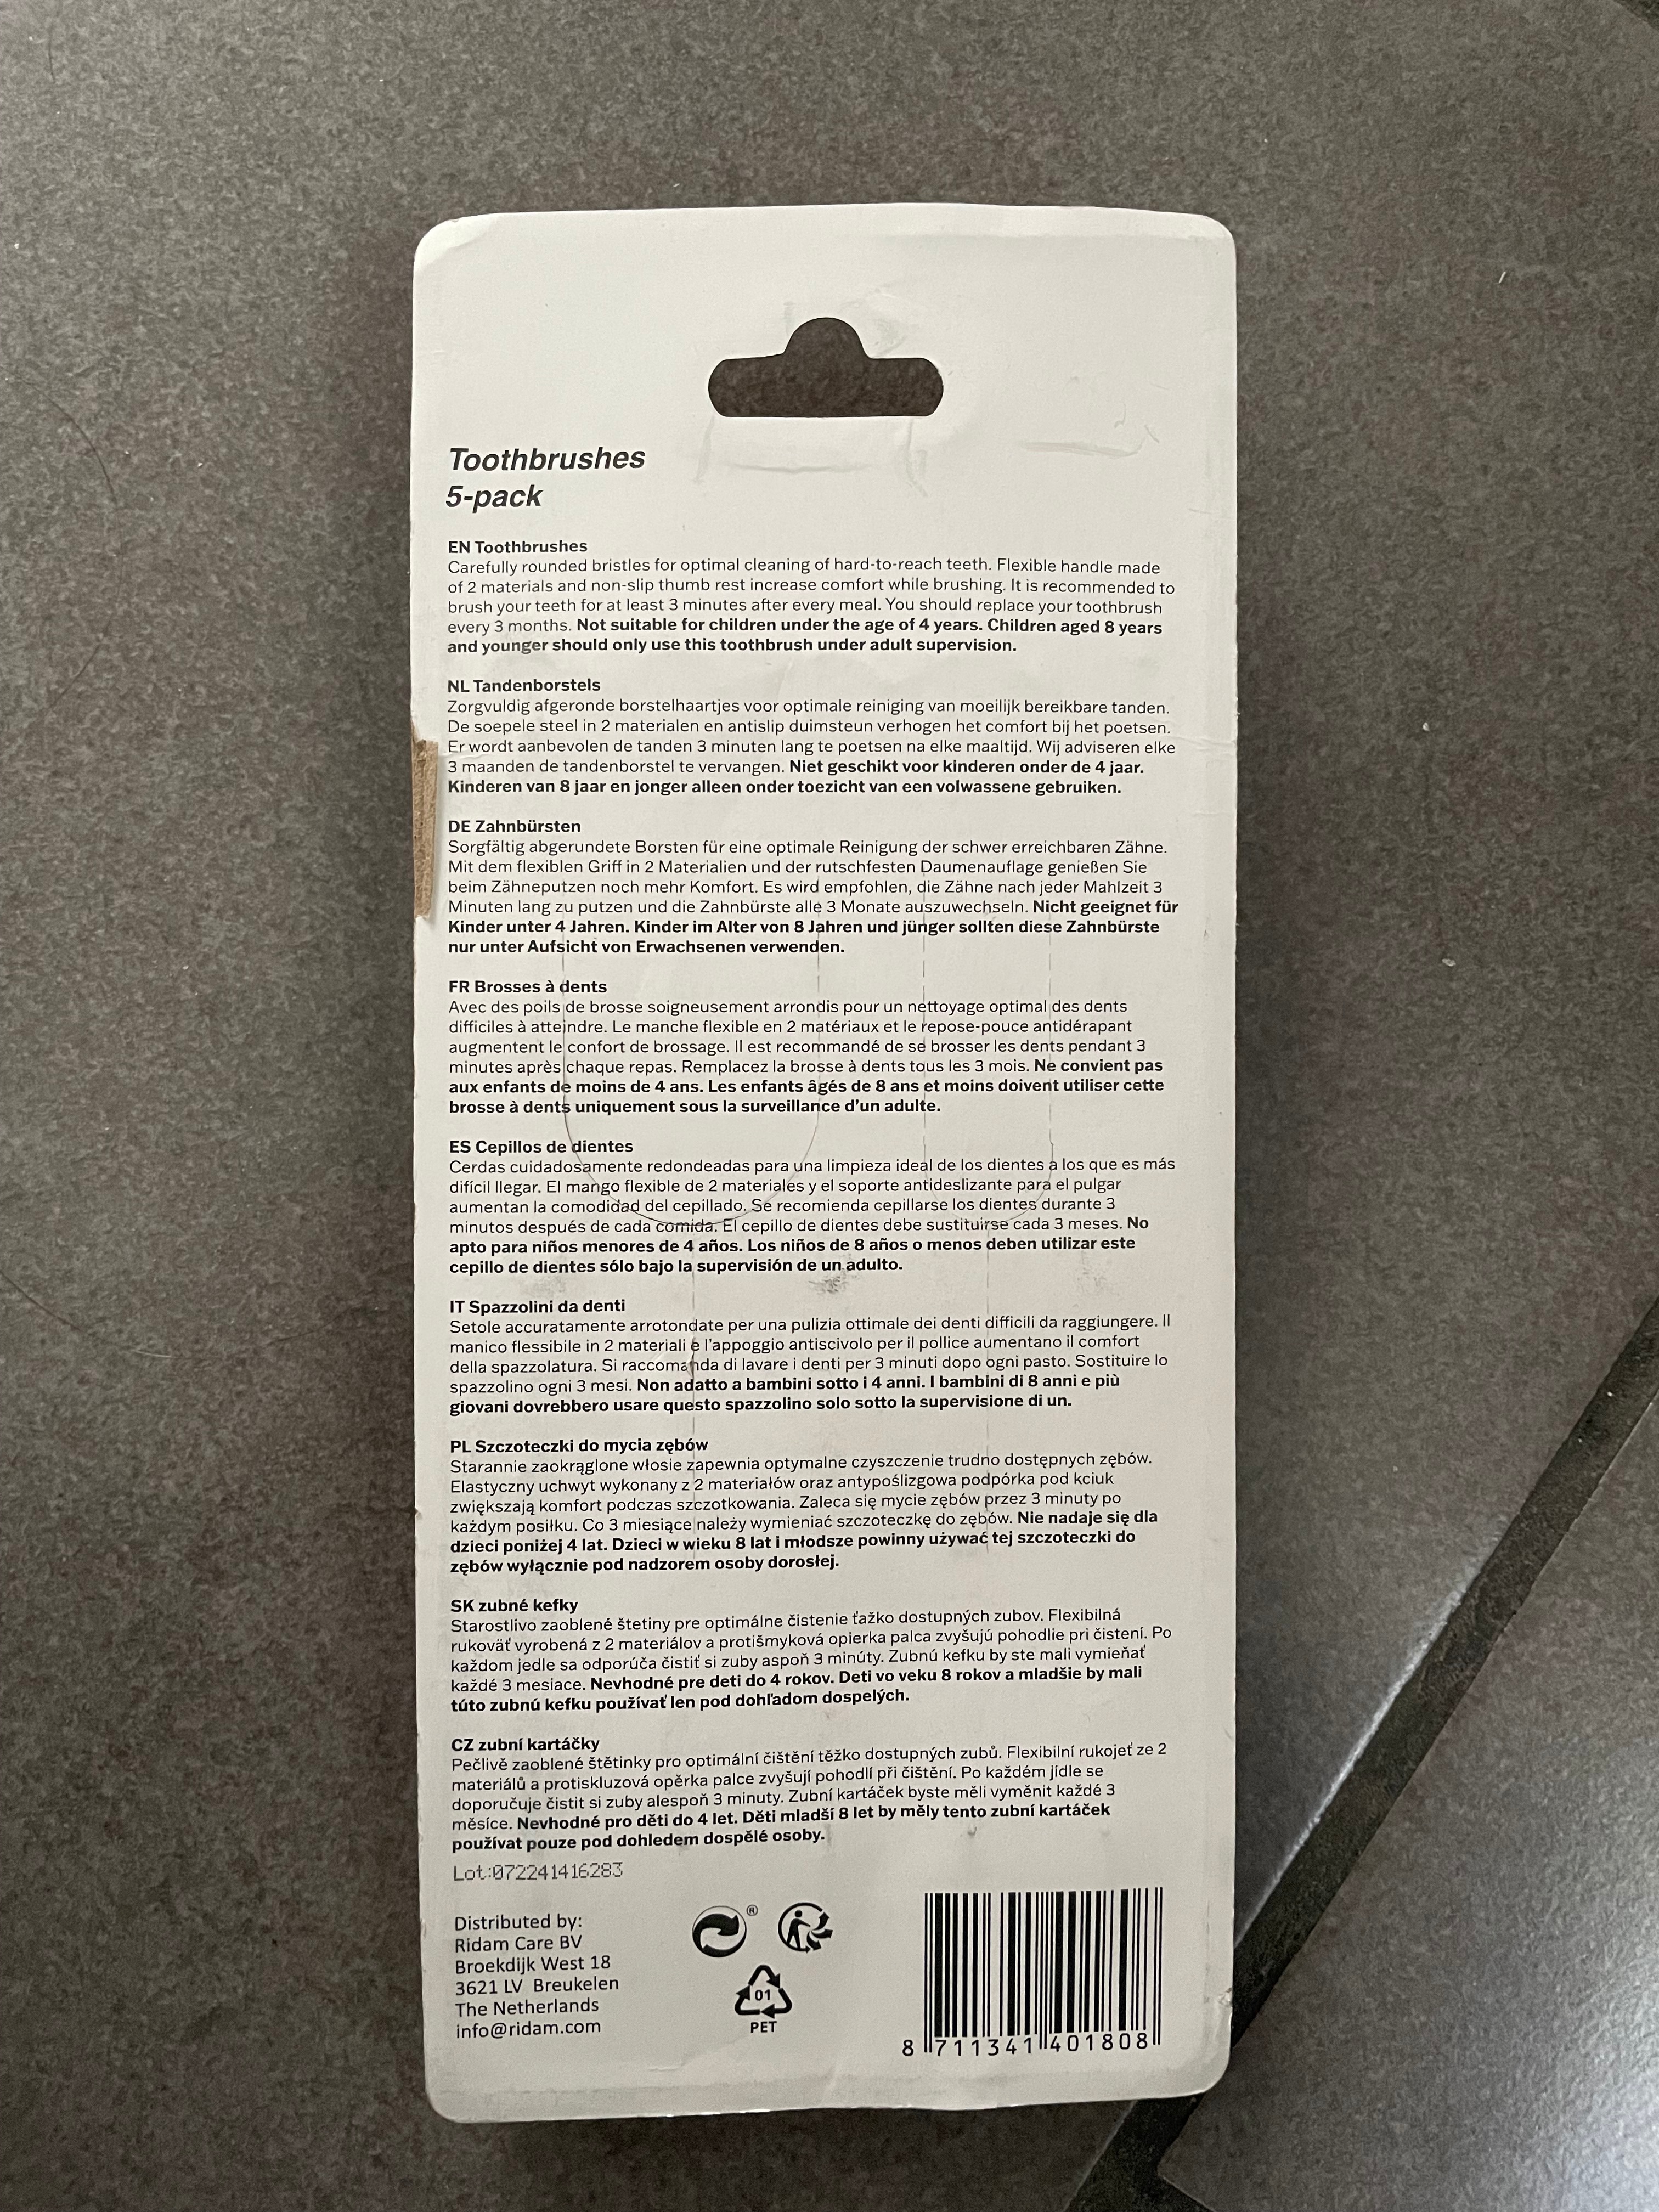 Toothbrushes
5-pack
EN Toothbrushes
Carefully rounded bristles for optimal cleaning of hard-to-reach teeth. Flexible handle made
of 2 materials and non-slip thumb rest increase comfort while brushing. It is recommended to
brush your teeth for at least 3 minutes after every meal. You should replace your toothbrush
every 3 months. Not suitable for children under the age of 4 years. Children aged 8 years
and younger should only use this toothbrush under adult supervision.
NL Tandenborstels
Zorgvuldig afgeronde borstelhaartjes voor optimale reiniging van moeilijk bereikbare tanden.
De soepele steel in 2 materialen en antislip duimsteun verhogen het comfort bij het poetsen.
Er wordt aanbevolen de tanden 3 minuten lang te poetsen na elke maaltijd. Wij adviseren elke
3 maanden de tandenborstel te vervangen. Niet geschikt voor kinderen onder de 4 jaar.
Kinderen van 8 jaar en jonger alleen onder toezicht van een volwassene gebruiken.
DE Zahnbürsten
Sorgfältig abgerundete Borsten für eine optimale Reinigung der schwer erreichbaren Zähne.
Mit dem flexiblen Griff in 2 Materialien und der rutschfesten Daumenauflage genießen Sie
beim Zähneputzen noch mehr Komfort. Es wird empfohlen, die Zähne nach jeder Mahlzeit 3
Minuten lang zu putzen und die Zahnbürste alle 3 Monate auszuwechseln. Nicht geeignet für
Kinder unter 4 Jahren. Kinder im Alter von 8 Jahren und jünger sollten diese Zahnbürste
nur unter Aufsicht von Erwachsenen verwenden.
FR Brosses à dents
Avec des poils de brosse soigneusement arrondis pour un nettoyage optimal des dents
difficiles à atteindre. Le manche flexible en 2 matériaux et le repose-pouce antidérapant
augmentent le confort de brossage. Il est recommandé de se brosser les dents pendant 3
minutes après chaque repas. Remplacez la brosse à dents tous les 3 mois. Ne convient pas
aux enfants de moins de 4 ans. Les enfants âgés de 8 ans et moins doivent utiliser cette
brosse à dents uniquement sous la surveillance d'un adulte.
ES Cepillos de dientes
Cerdas cuidadosamente redondeadas para una limpieza ideal de los dientes a los que es más
difícil llegar. El mango flexible de 2 materiales y el soporte antideslizante para el pulgar
aumentan la comodidad del cepillado. Se recomienda cepillarse los dientes durante 3
minutos después de cada comida. El cepillo de dientes debe sustituirse cada 3 meses. No
apto para niños menores de 4 años. Los niños de 8 años o menos deben utilizar este
cepillo de dientes sólo bajo la supervisión de un adulto.
IT Spazzolini da denti
Setole accuratamente arrotondate per una pulizia ottimale dei denti difficili da raggiungere. Il
manico flessibile in 2 materiali e l'appoggio antiscivolo per il pollice aumentano il comfort
della spazzolatura. Si raccomanda di lavare i denti per 3 minuti dopo ogni pasto. Sostituire lo
spazzolino ogni 3 mesi. Non adatto a bambini sotto i 4 anni. I bambini di 8 anni e più
giovani dovrebbero usare questo spazzolino solo sotto la supervisione di un.
PL Szczoteczki do mycia zębów
Starannie zaokrąglone włosie zapewnia optymalne czyszczenie trudno dostępnych zębów.
Elastyczny uchwyt wykonany z 2 materiałów oraz antypoślizgowa podpórka pod kciuk
zwiększają komfort podczas szczotkowania. Zaleca się mycie zębów przez 3 minuty po
każdym posiłku. Co 3 miesiące należy wymieniać szczoteczkę do zębów. Nie nadaje się dla
dzieci poniżej 4 lat. Dzieci w wieku 8 lat i młodsze powinny używać tej szczoteczki do
zębów wyłącznie pod nadzorem osoby dorosłej.
SK zubné kefky
Starostlivo zaoblené štetiny pre optimálne čistenie ťažko dostupných zubov. Flexibilná
rukoväť vyrobená z 2 materiálov a protišmyková opierka palca zvyšujú pohodlie pri čistení. Po
každom jedle sa odporúča čistiť si zuby aspoň 3 minúty. Zubnú kefku by ste mali vymieňať
každé 3 mesiace. Nevhodné pre deti do 4 rokov. Deti vo veku 8 rokov a mladšie by mali
túto zubnú kefku používať len pod dohľadom dospelých.
CZ zubní kartáčky
Pečlivě zaoblené štětinky pro optimální čištění těžko dostupných zubů. Flexibilní rukojeť ze 2
materiálů a protiskluzová opěrka palce zvyšují pohodlí při čištění. Po každém jídle se
doporučuje čistit si zuby alespoň 3 minuty. Zubní kartáček byste měli vyměnit každé 3
měsíce. Nevhodné pro děti do 4 let. Děti mladší 8 let by měly tento zubní kartáček
používat pouze pod dohledem dospělé osoby.
Lot:072241416283
Distributed by:
Ridam Care BV
Broekdijk West 18
3621 LV Breukelen
The Netherlands
info@ridam.com
®
01
PET
8 711341 401808